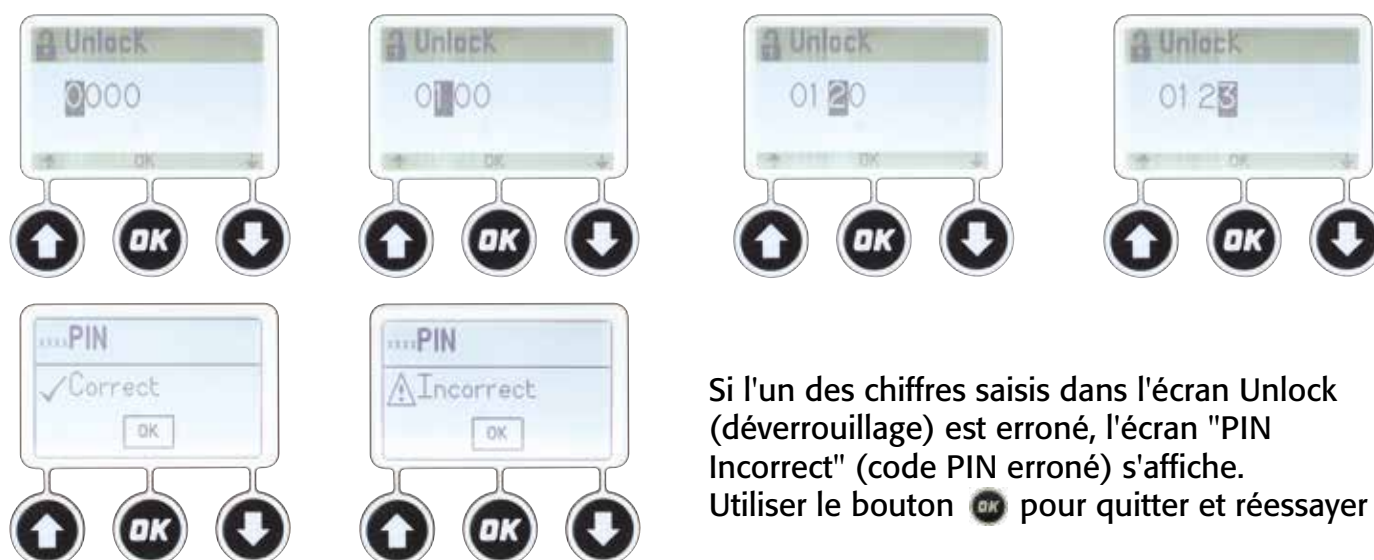 Unlock
0000
OK
OK
Unlock
0100
OK
OK
Unlock
0120
OK
OK
Unlock
0123
OK
OK
PIN
Correct
OK
OK
PIN
Incorrect
OK
OK
Si l'un des chiffres saisis dans l'écran Unlock
(déverrouillage) est erroné, l'écran "PIN
Incorrect" (code PIN erroné) s'affiche.
Utiliser le bouton OK pour quitter et réessayer